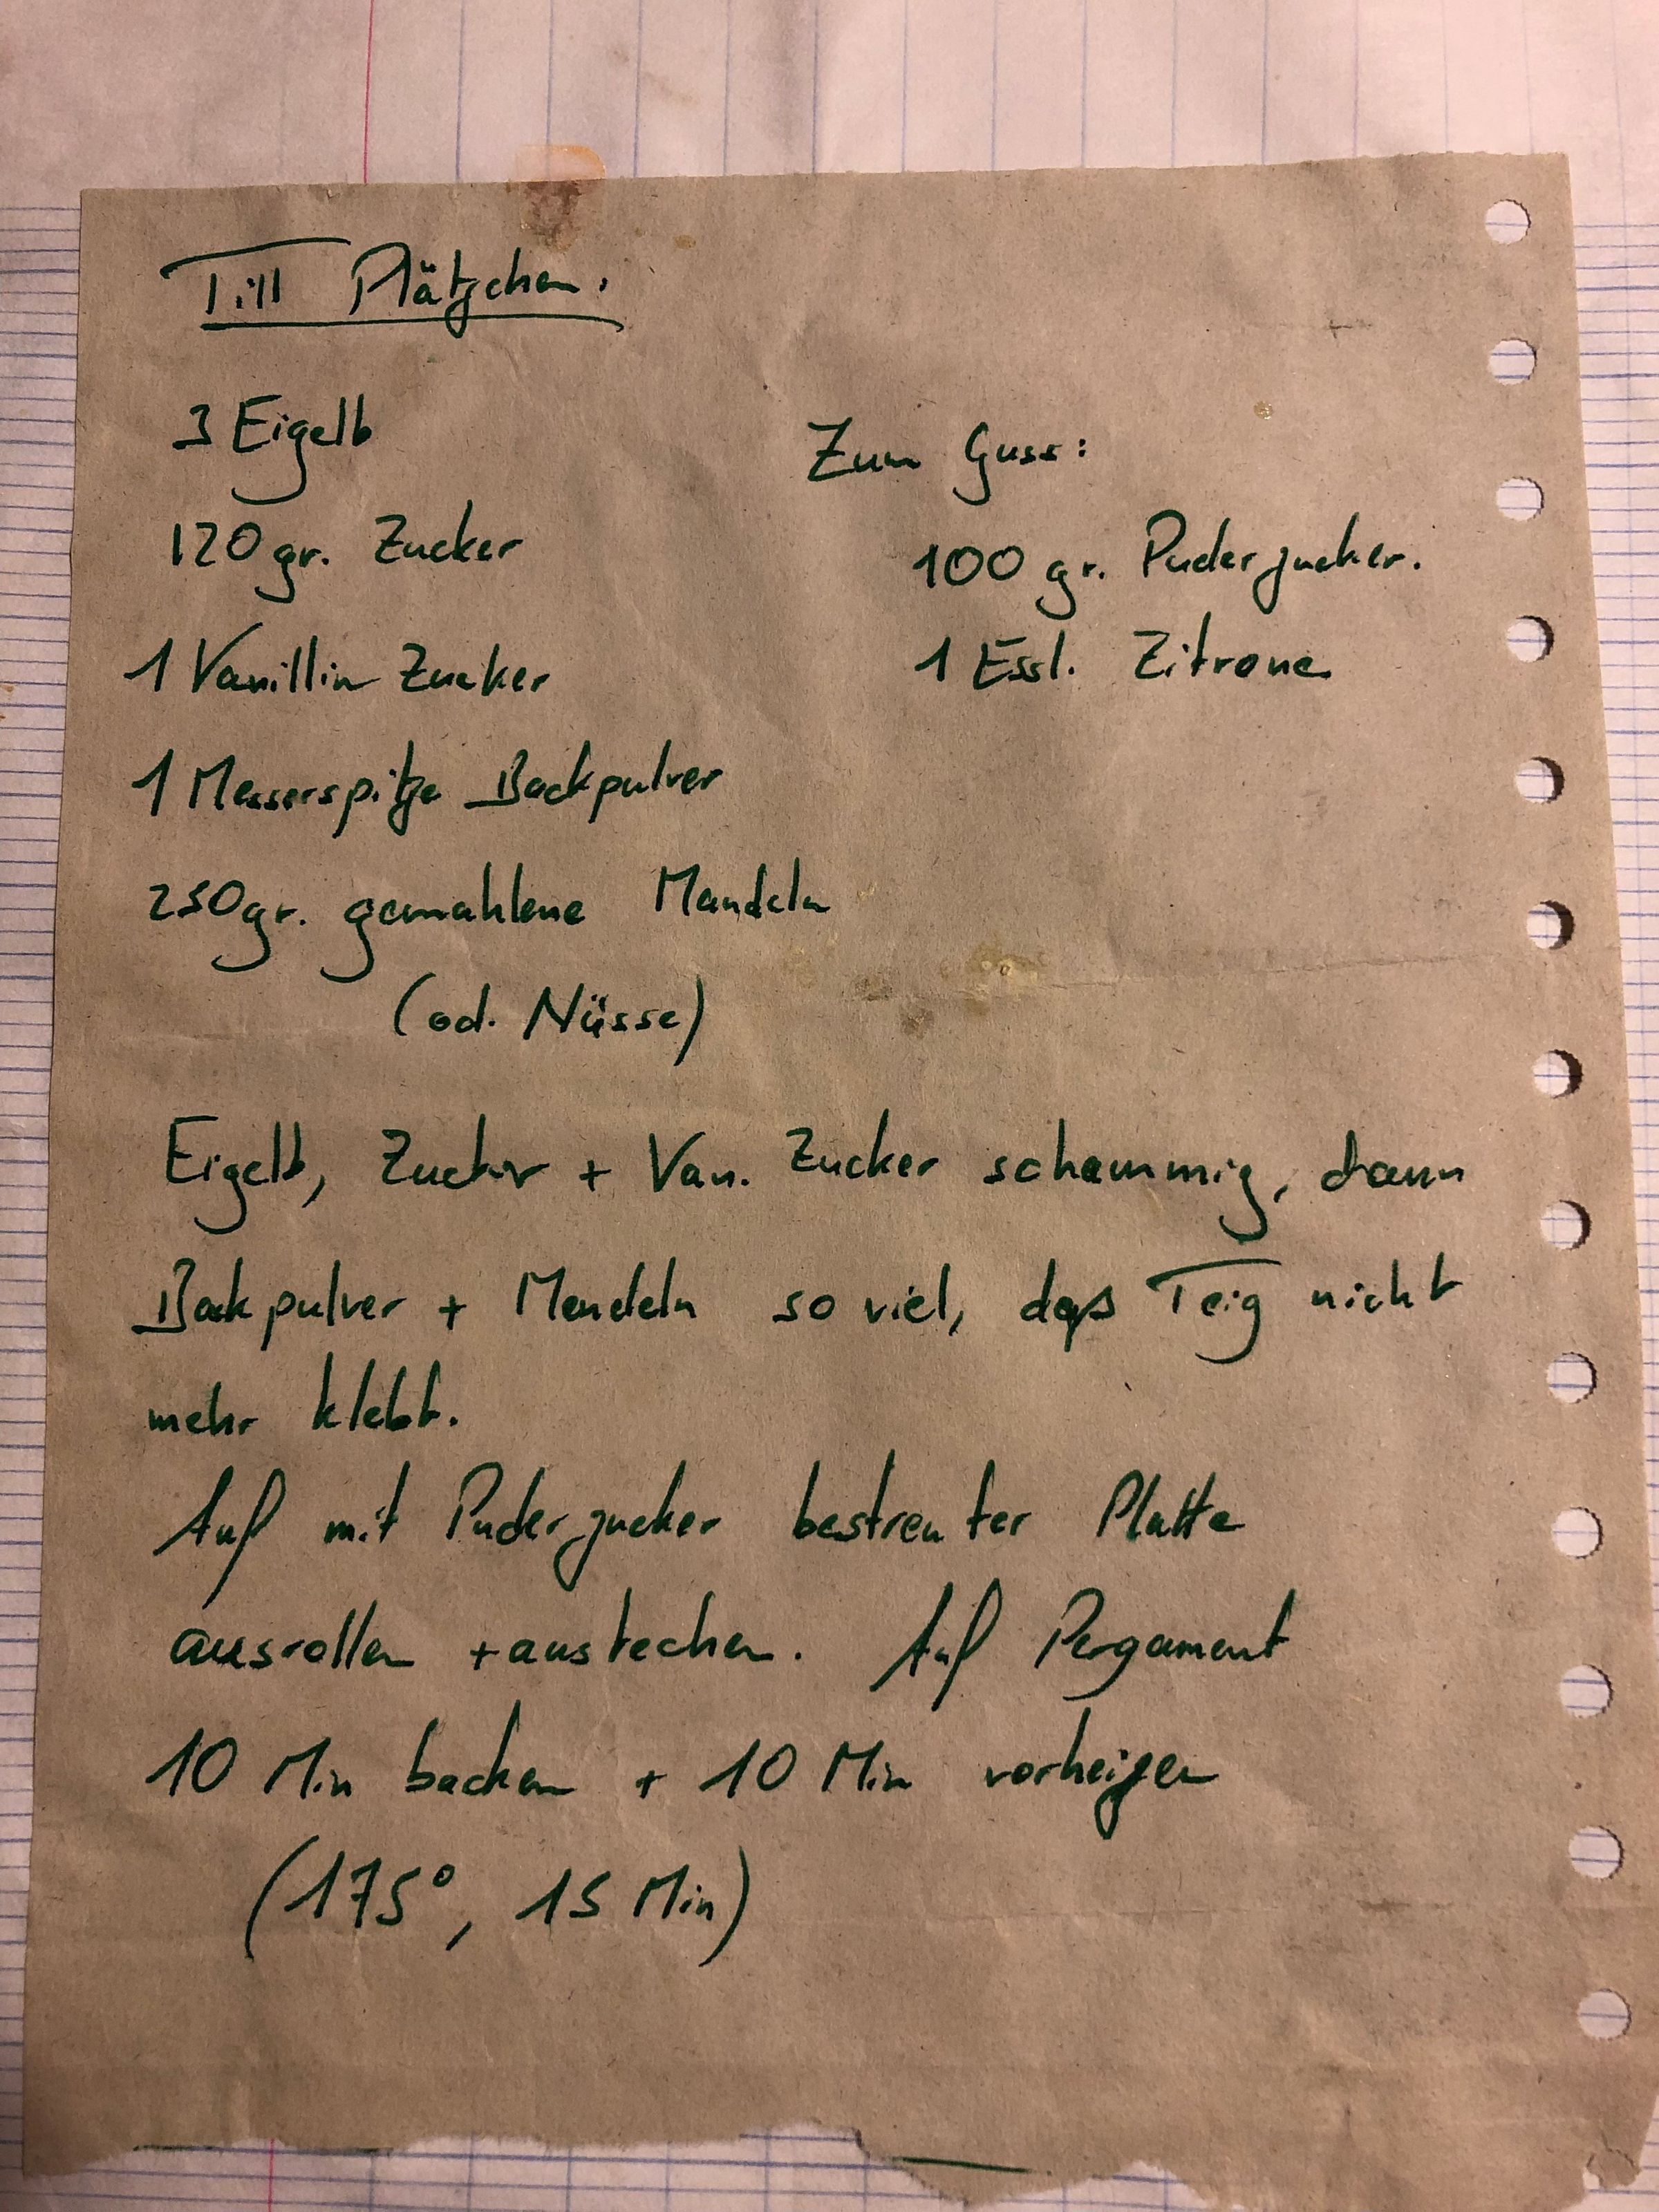 Till Plätzchen.
3 Eigelb
120 gr. Zucker
1 Vanillin Zucker
1 Messerspitze Backpulver
250 gr. gemahlene Mandeln
(od. Nüsse)
Zum Guss:
100 gr. Puderzucker.
1 Essl. Zitrone
Eigelb, Zucker + Van. Zucker schaummig, dann
Backpulver + Mandeln so viel, daß Teig nicht
mehr klebt.
Auf mit Puderzucker bestreuter Platte
ausrollen + austechen. Auf Pergament
10 Min backen + 10 Min vorheizen
(175°, 15 Min)